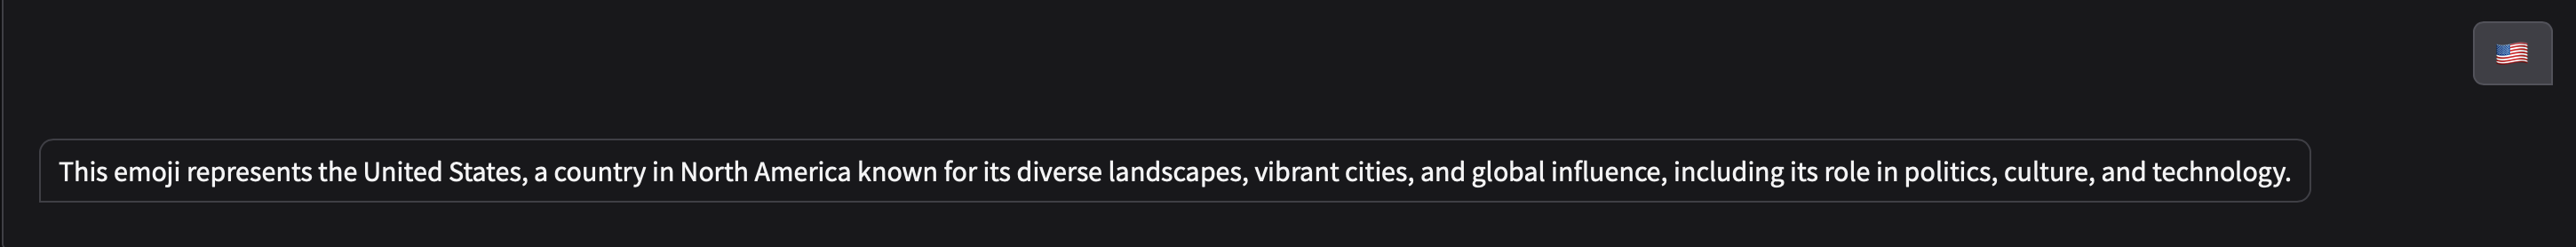 🇺🇸
This emoji represents the United States, a country in North America known for its diverse landscapes, vibrant cities, and global influence, including its role in politics, culture, and technology.